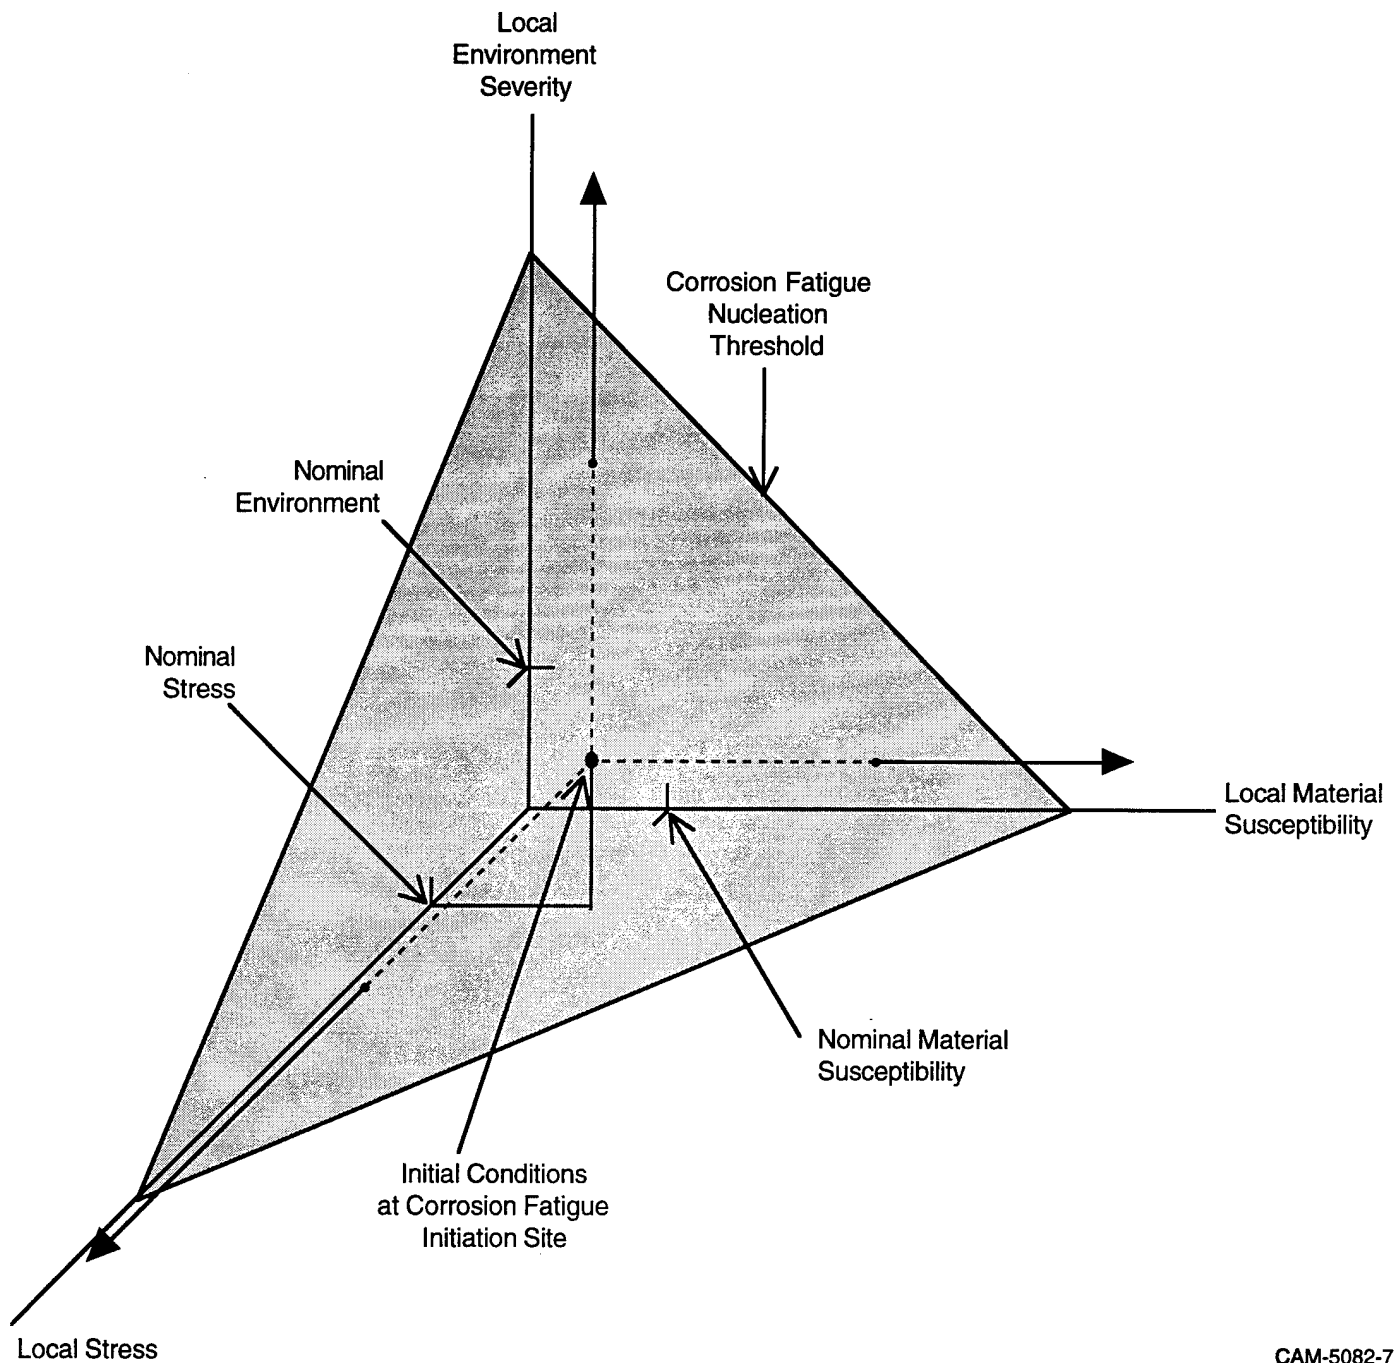 Local
Environment
Severity
Corrosion Fatigue
Nucleation
Threshold
Nominal
Environment
Nominal
Stress
Local Material
Susceptibility
Nominal Material
Susceptibility
Initial Conditions
at Corrosion Fatigue
Initiation Site
Local Stress
CAM-5082-7